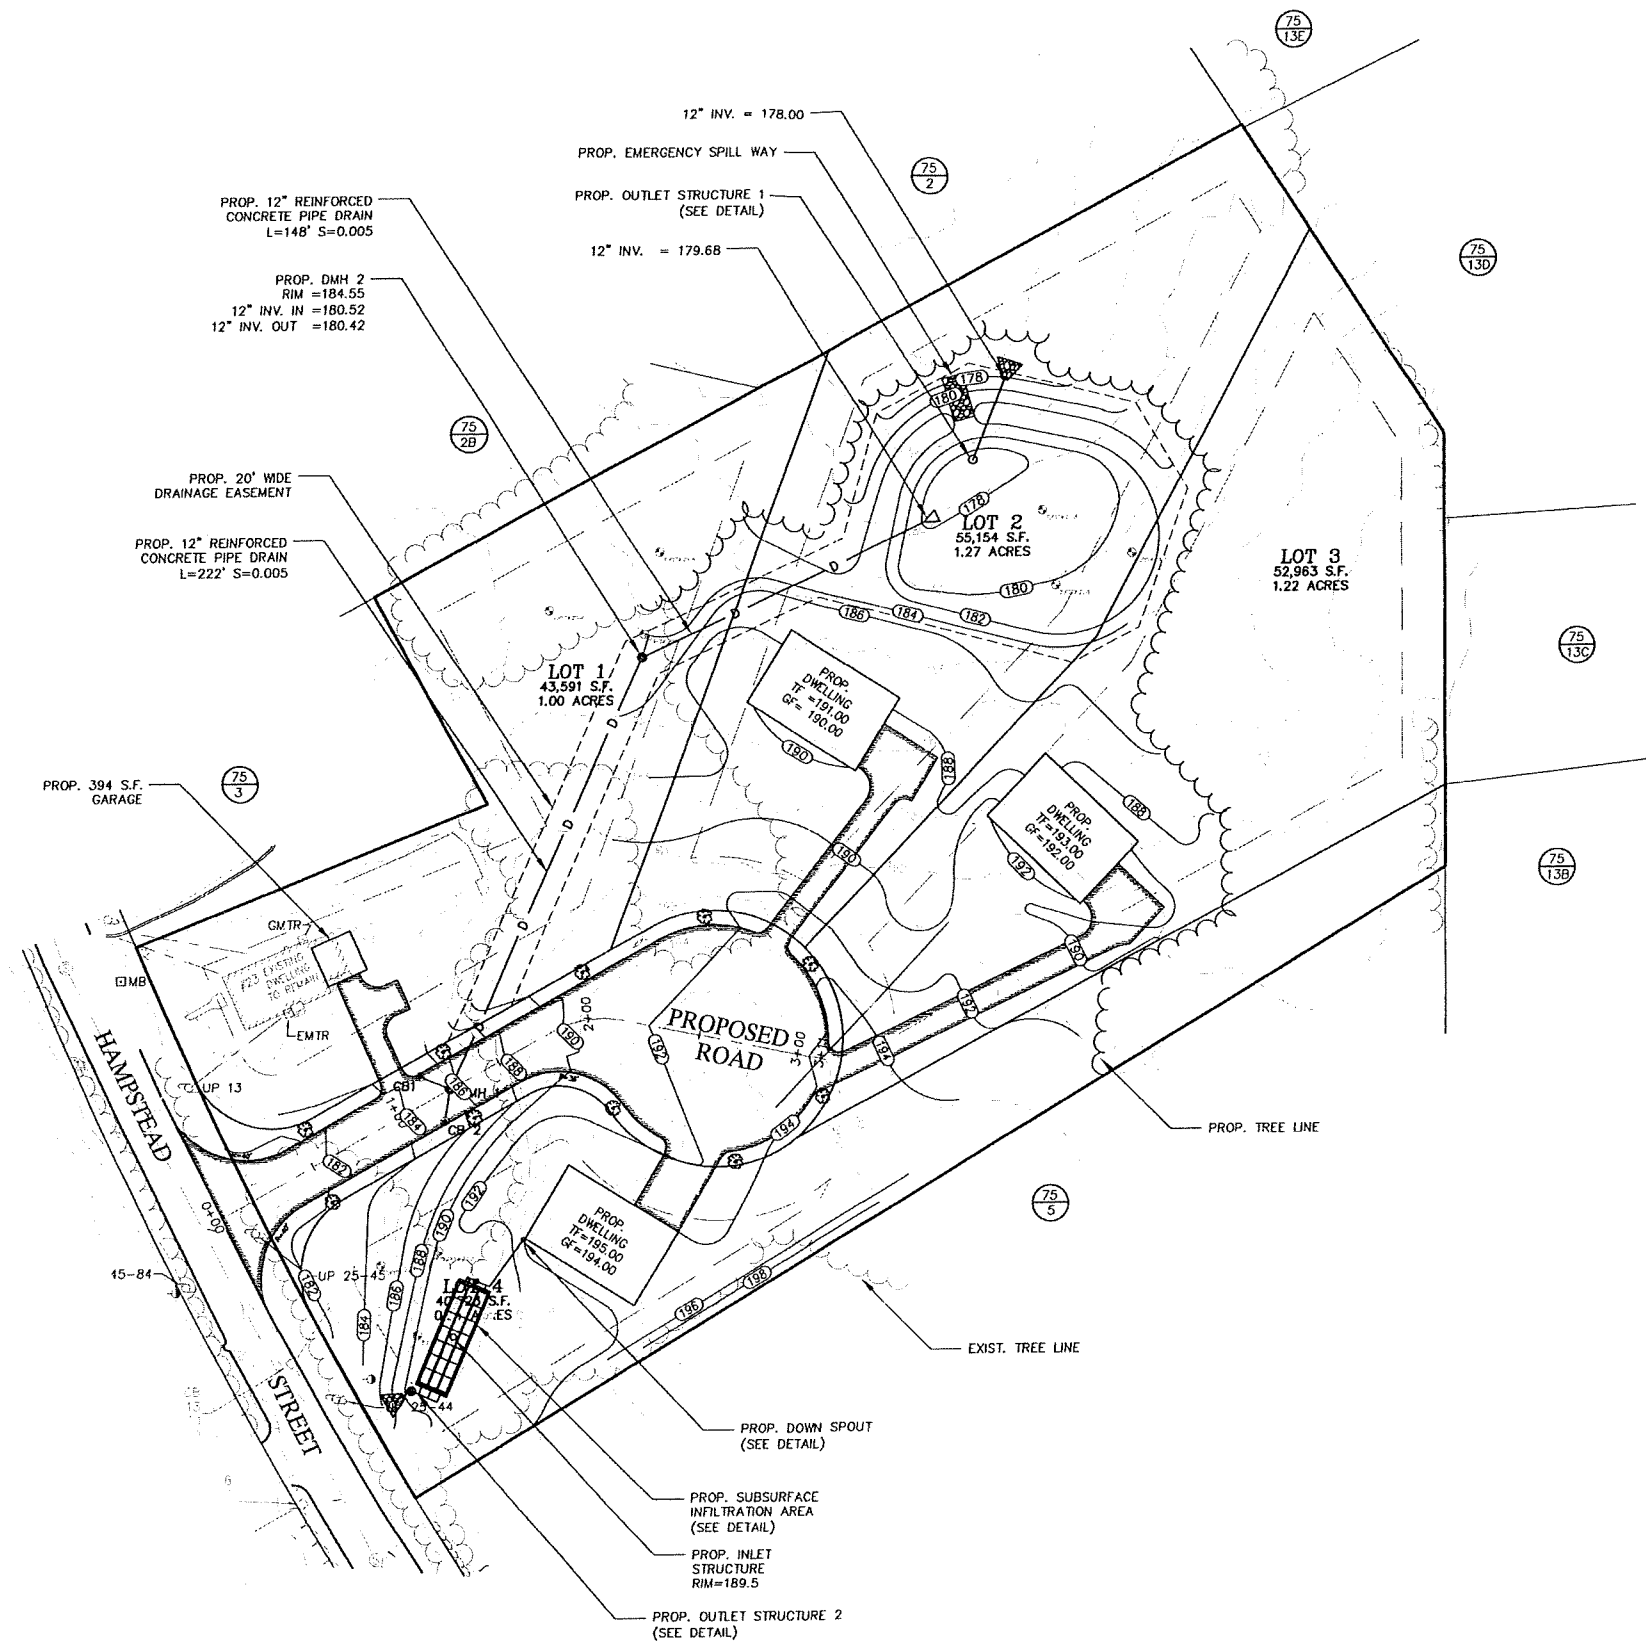 75
13E
12" INV. = 178.00
PROP. EMERGENCY SPILL WAY
75
2
PROP. OUTLET STRUCTURE 1
(SEE DETAIL)
12" INV. = 179.68
PROP. 12" REINFORCED
CONCRETE PIPE DRAIN
L=148' S=0.005
PROP. DMH 2
RIM =184.55
12" INV. IN =180.52
12" INV. OUT =180.42
75
13D
75
2B
178
180
PROP. 20' WIDE
DRAINAGE EASEMENT
PROP. 12" REINFORCED
CONCRETE PIPE DRAIN
L=222' S=0.005
178
LOT 2
55,154 S.F.
1.27 ACRES
LOT 3
52,963 S.F.
1.22 ACRES
D
180
D
186
184
182
75
13C
LOT 1
43,591 S.F.
1.00 ACRES
D
PROP.
DWELLING
TF =191.00
GF= 190.00
190
188
75
3
PROP. 394 S.F.
GARAGE
PROP.
DWELLING
TF=193.00
GF=192.00
188
192
D
190
75
13B
D
GMTR
#23 EXISTING
DWELLING
TO REMAIN
MB
EMTR
190
192
2+00
190
PROPOSED
ROAD
3+00
192
194
D
188
186
CB1
184
CB 2
UP 13
HAMPSTEAD
STREET
182
194
PROP. TREE LINE
75
5
0+00
192
190
188
186
184
182
PROP.
DWELLING
TF=195.00
GF=194.00
UP 25-45
45-84
198
196
EXIST. TREE LINE
25-44
PROP. DOWN SPOUT
(SEE DETAIL)
PROP. SUBSURFACE
INFILTRATION AREA
(SEE DETAIL)
PROP. INLET
STRUCTURE
RIM=189.5
PROP. OUTLET STRUCTURE 2
(SEE DETAIL)